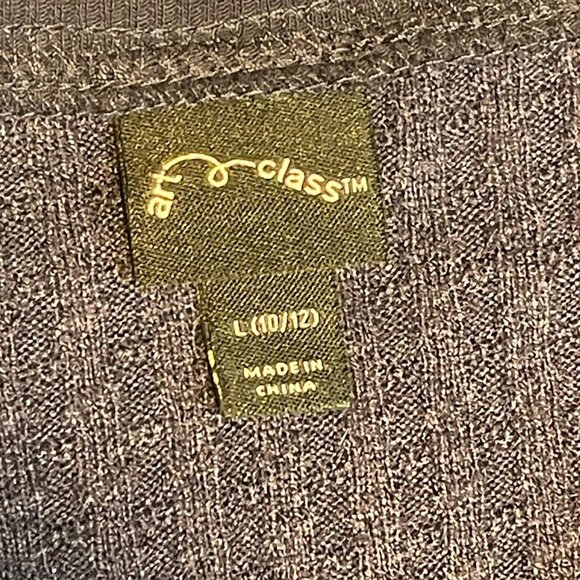 art class™
L (10/12)
MADE IN
CHINA